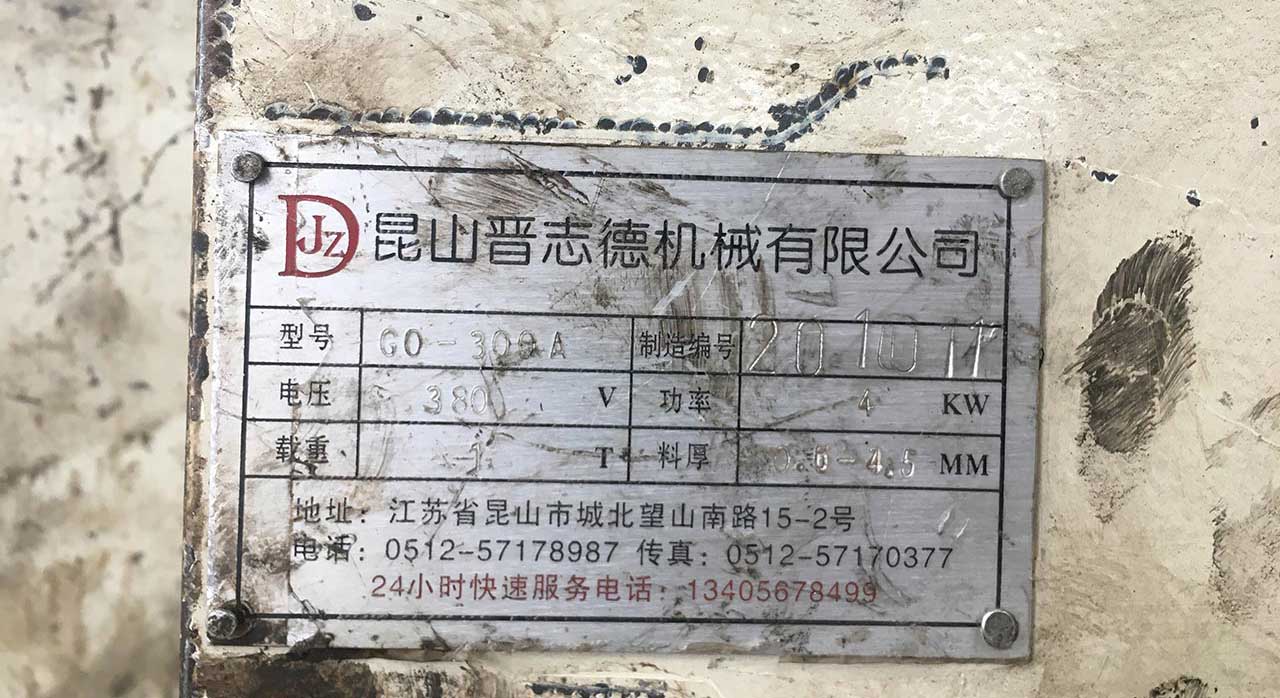 DJZ 昆山晋志德机械有限公司
型号 GO-300A 制造编号 201011
电压 380 V 功率 4 KW
载重 1 T 料厚 0.6-4.5 MM
地址：江苏省昆山市城北望山南路15-2号
电话：0512-57178987 传真：0512-57170377
24小时快速服务电话：13405678499